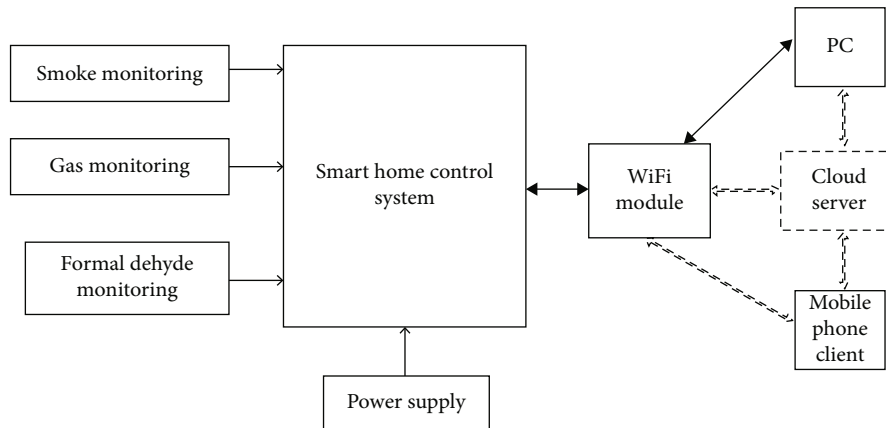 Smoke monitoring
Gas monitoring
Formal dehyde
monitoring
Smart home control
system
Power supply
WiFi
module
PC
Cloud
server
Mobile
phone
client